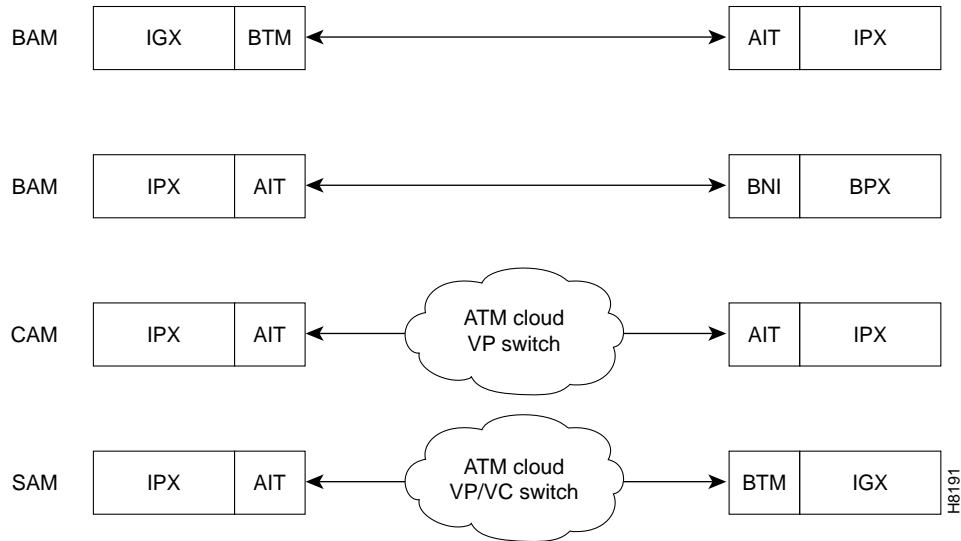 BAM IGX BTM AIT IPX
BAM IPX AIT BNI BPX
CAM IPX AIT ATM cloud
VP switch AIT IPX
SAM IPX AIT ATM cloud
VP/VC switch BTM IGX
H8191